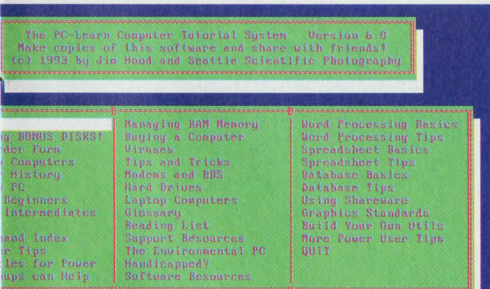 The PC-Learn Computer Tutorial System Version 6.0
Make copies of this software and share with friends!
(c) 1993 by Jim Hood and Seattle Scientific Photography
BONUS DISKS!
Form
Computers
History
PC
Beginners
Intermediates
Index
Tips
for Power
can Help
Managing RAM Memory
Buying a Computer
Viruses
Tips and Tricks
Modems and BBS
Hard Drives
Laptop Computers
Glossary
Reading List
Support Resources
The Environmental PC
Handicapped?
Software Resources
Word Processing Basics
Word Processing Tips
Spreadsheet Basics
Spreadsheet Tips
Database Basics
Database Tips
Using Shareware
Graphics Standards
Build Your Own Utils
More Power User Tips
QUIT